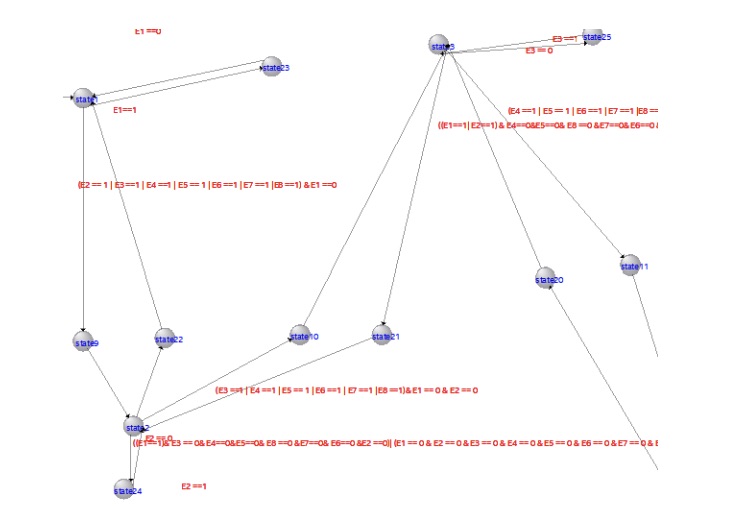 E1 ==0
state25
E3 ==1
state3
E3 == 0
state23
state1
E1==1
(E4 ==1 | E5 == 1 | E6 ==1 | E7 ==1 |E8 ==
((E1==1| E2==1) & E4==0&E5==0& E8 ==0 &E7==0&E6==0 &
(E2 == 1 | E3 ==1 | E4 ==1 | E5 == 1 | E6 ==1 | E7 ==1 |E8 ==1) & E1 ==0
state11
state20
state9
state22
state10
state21
(E3 ==1 | E4 ==1 | E5 == 1 | E6 ==1 | E7 ==1 |E8 ==1)& E1 == 0 & E2 == 0
state2
E2 == 0
((E1==1)& E3 == 0& E4==0&E5==0& E8 ==0 &E7==0& E6==0 &E2 ==0)| (E1 == 0 & E2 == 0 & E3 == 0 & E4 == 0 & E5 == 0 & E6 == 0 & E7 == 0 & E
state24
E2 ==1